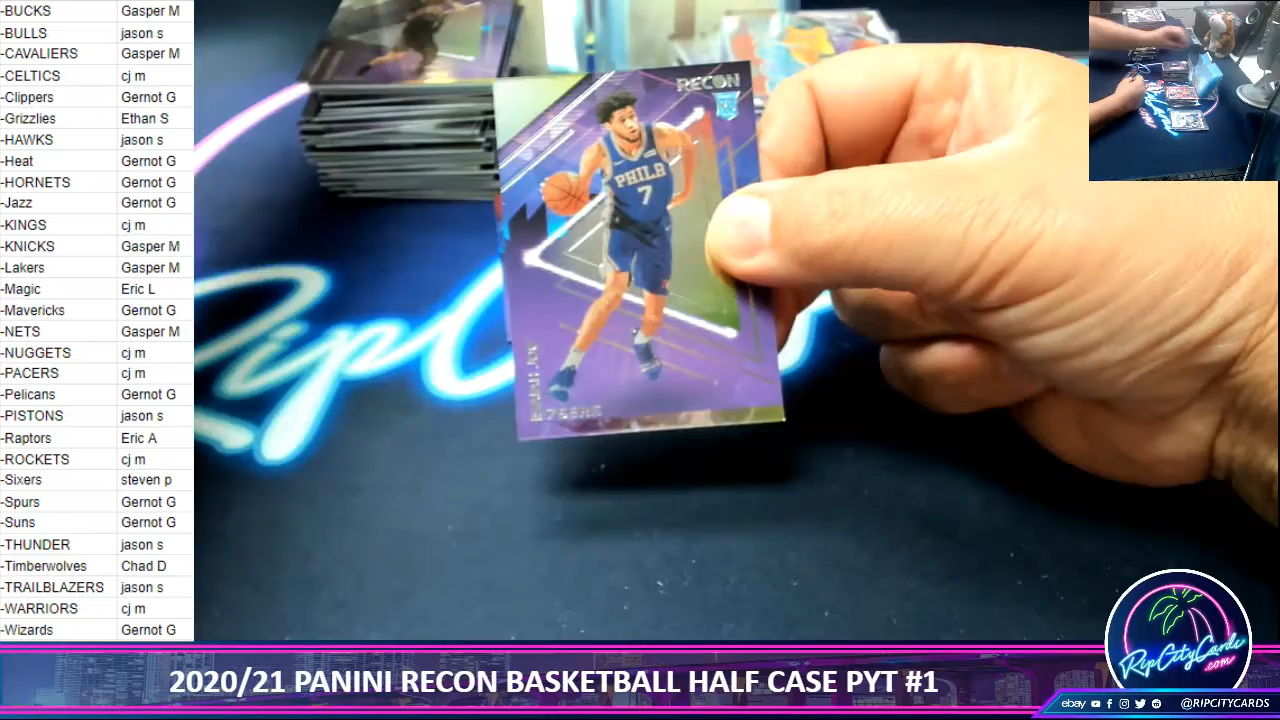 -BUCKS Gasper M
-BULLS jason s
-CAVALIERS Gasper M
-CELTICS cj m
-Clippers Gernot G
-Grizzlies Ethan S
-HAWKS jason s
-Heat Gernot G
-HORNETS Gernot G
-Jazz Gernot G
-KINGS cj m
-KNICKS Gasper M
-Lakers Gasper M
-Magic Eric L
-Mavericks Gernot G
-NETS Gasper M
-NUGGETS cj m
-PACERS cj m
-Pelicans Gernot G
-PISTONS jason s
-Raptors Eric A
-ROCKETS cj m
-Sixers steven p
-Spurs Gernot G
-Suns Gernot G
-THUNDER jason s
-Timberwolves Chad D
-TRAILBLAZERS jason s
-WARRIORS cj m
-Wizards Gernot G
RECON
PHILA
7
76ERS
RipCityCards
.com
2020/21 PANINI RECON BASKETBALL HALF CASE PYT #1
ebay @RIPCITYCARDS